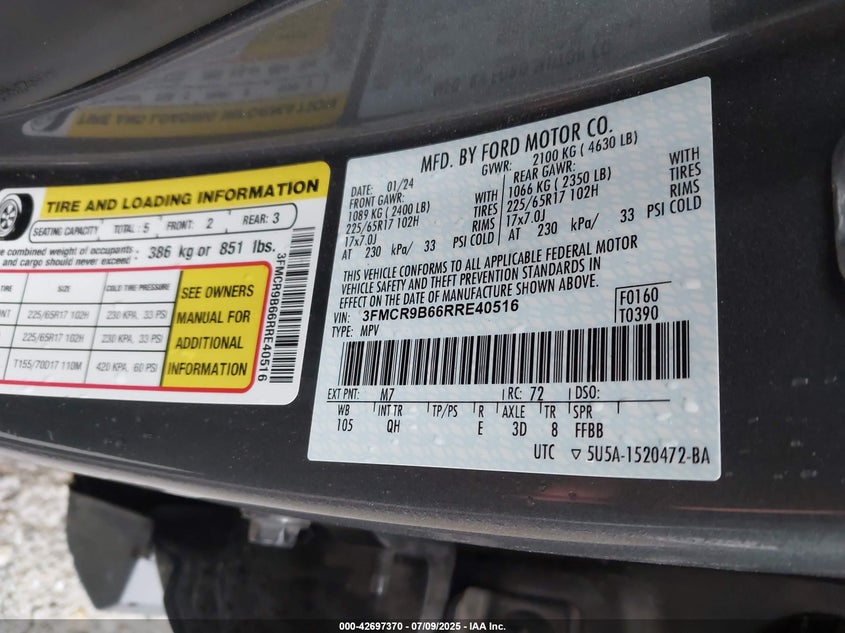 TIRE AND LOADING INFORMATION
SEATING CAPACITY TOTAL: 5 FRONT: 2 REAR: 3
combined weight of occupants
and cargo should never exceed 386 kg or 851 lbs.
SIZE COLD TIRE PRESSURE
225/65R17 102H 230 KPA, 33 PSI
225/65R17 102H 230 KPA, 33 PSI
T155/70D17 110M 420 KPA, 60 PSI
SEE OWNERS
MANUAL FOR
ADDITIONAL
INFORMATION
3FMCR9B66RRE40516
MFD. BY FORD MOTOR CO.
DATE: 01/24 GVWR: 2100 KG ( 4630 LB)
FRONT GAWR: REAR GAWR:
1089 KG (2400 LB) WITH 1066 KG (2350 LB) WITH
225/65R17 102H TIRES 225/65R17 102H TIRES
17x7.0J RIMS 17x7.0J RIMS
AT 230 kPa/ 33 PSI COLD AT 230 kPa/ 33 PSI COLD
THIS VEHICLE CONFORMS TO ALL APPLICABLE FEDERAL MOTOR
VEHICLE SAFETY AND THEFT PREVENTION STANDARDS IN
EFFECT ON THE DATE OF MANUFACTURE SHOWN ABOVE.
VIN: 3FMCR9B66RRE40516 F0160
TYPE: MPV T0390
EXT PNT: M7 RC: 72 DSO:
WB INT TR TP/PS R AXLE TR SPR
105 QH E 3D 8 FFBB
UTC ▽ 5U5A-1520472-BA
000-42697370 - 07/09/2025 - IAA Inc.